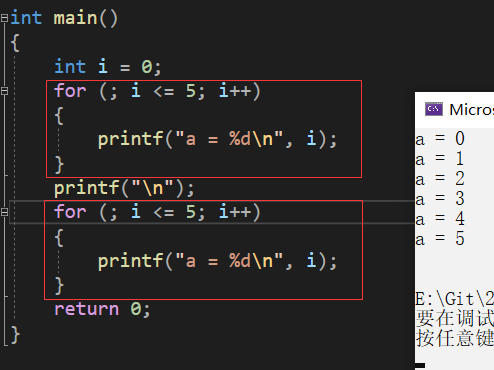 int main()
{
    int i = 0;
    for (; i <= 5; i++)
    {
        printf("a = %d\n", i);
    }
    printf("\n");
    for (; i <= 5; i++)
    {
        printf("a = %d\n", i);
    }
    return 0;
}
Micros
a = 0
a = 1
a = 2
a = 3
a = 4
a = 5
E:\Git\2
要在调试
按任意键